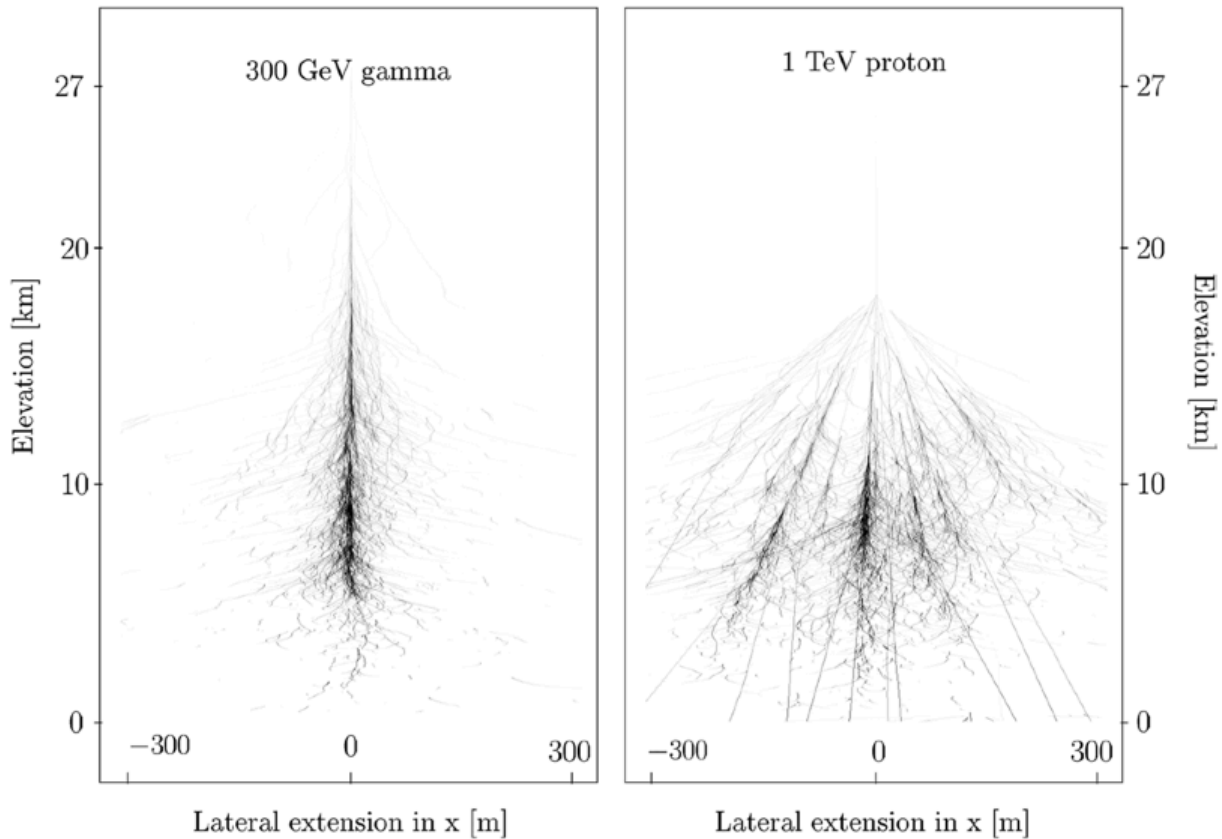 300 GeV gamma
27
20
10
0
Elevation [km]
−300
0
300
Lateral extension in x [m]
1 TeV proton
27
20
10
0
Elevation [km]
−300
0
300
Lateral extension in x [m]